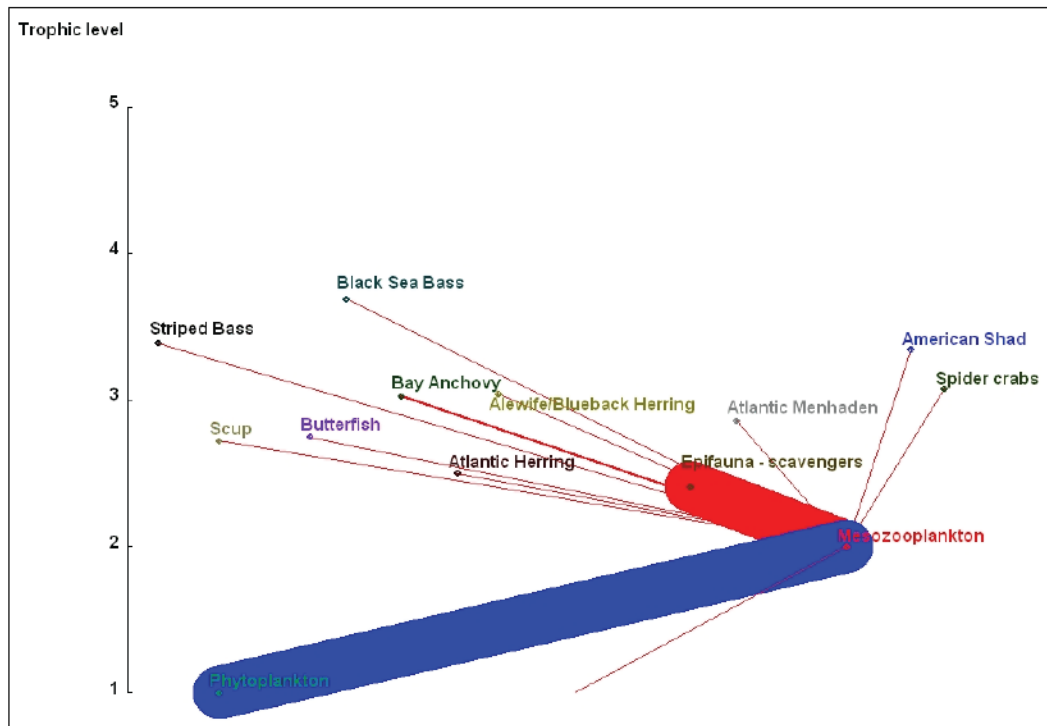 Trophic level
5
4
Black Sea Bass
Striped Bass
American Shad
Bay Anchovy
Spider crabs
3
Alewife/Blueback Herring
Atlantic Menhaden
Scup
Butterfish
Atlantic Herring
Epifauna - scavengers
2
Mesozooplankton
Phytoplankton
1